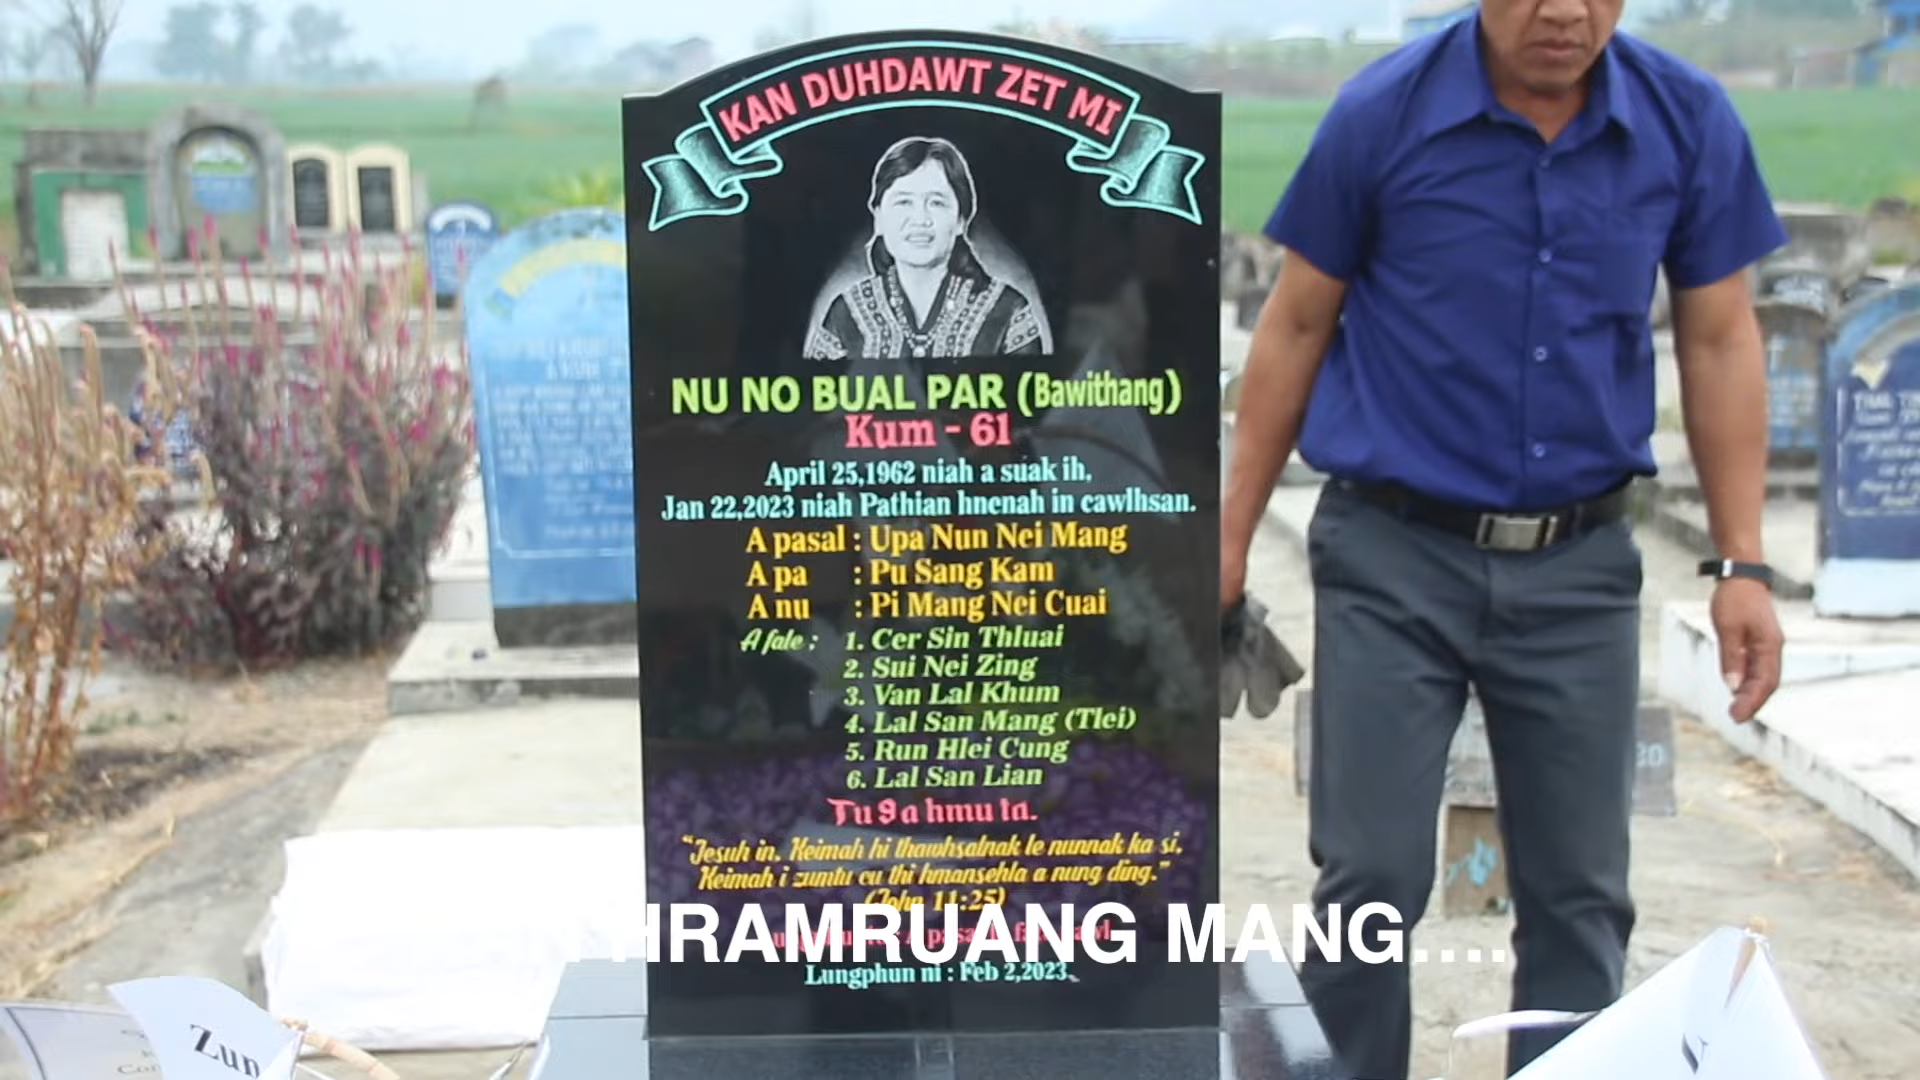 KAN DUHDAWT ZET MI
NU NO BUAL PAR (Bawithang)
Kum - 61
April 25,1962 niah a suak ih,
Jan 22,2023 niah Pathian hnenah in cawlhsan.
A pasal : Upa Nun Nei Mang
A pa : Pu Sang Kam
A nu : Pi Mang Nei Cuai
A fale : 1. Cer Sin Thluai
2. Sui Nei Zing
3. Van Lal Khum
4. Lal San Mang (Tlei)
5. Run Hlei Cung
6. Lal San Lian
Tu 9 a hmu ta.
"Jesuh in, Keimah hi thawhsalnak le nunnak ka si,
Keimah i zumtu cu thi hmansehla a nung ding."
(John 11:25)
THRAMRUANG MANG....
Lungphun ni : Feb 2,2023
Zun